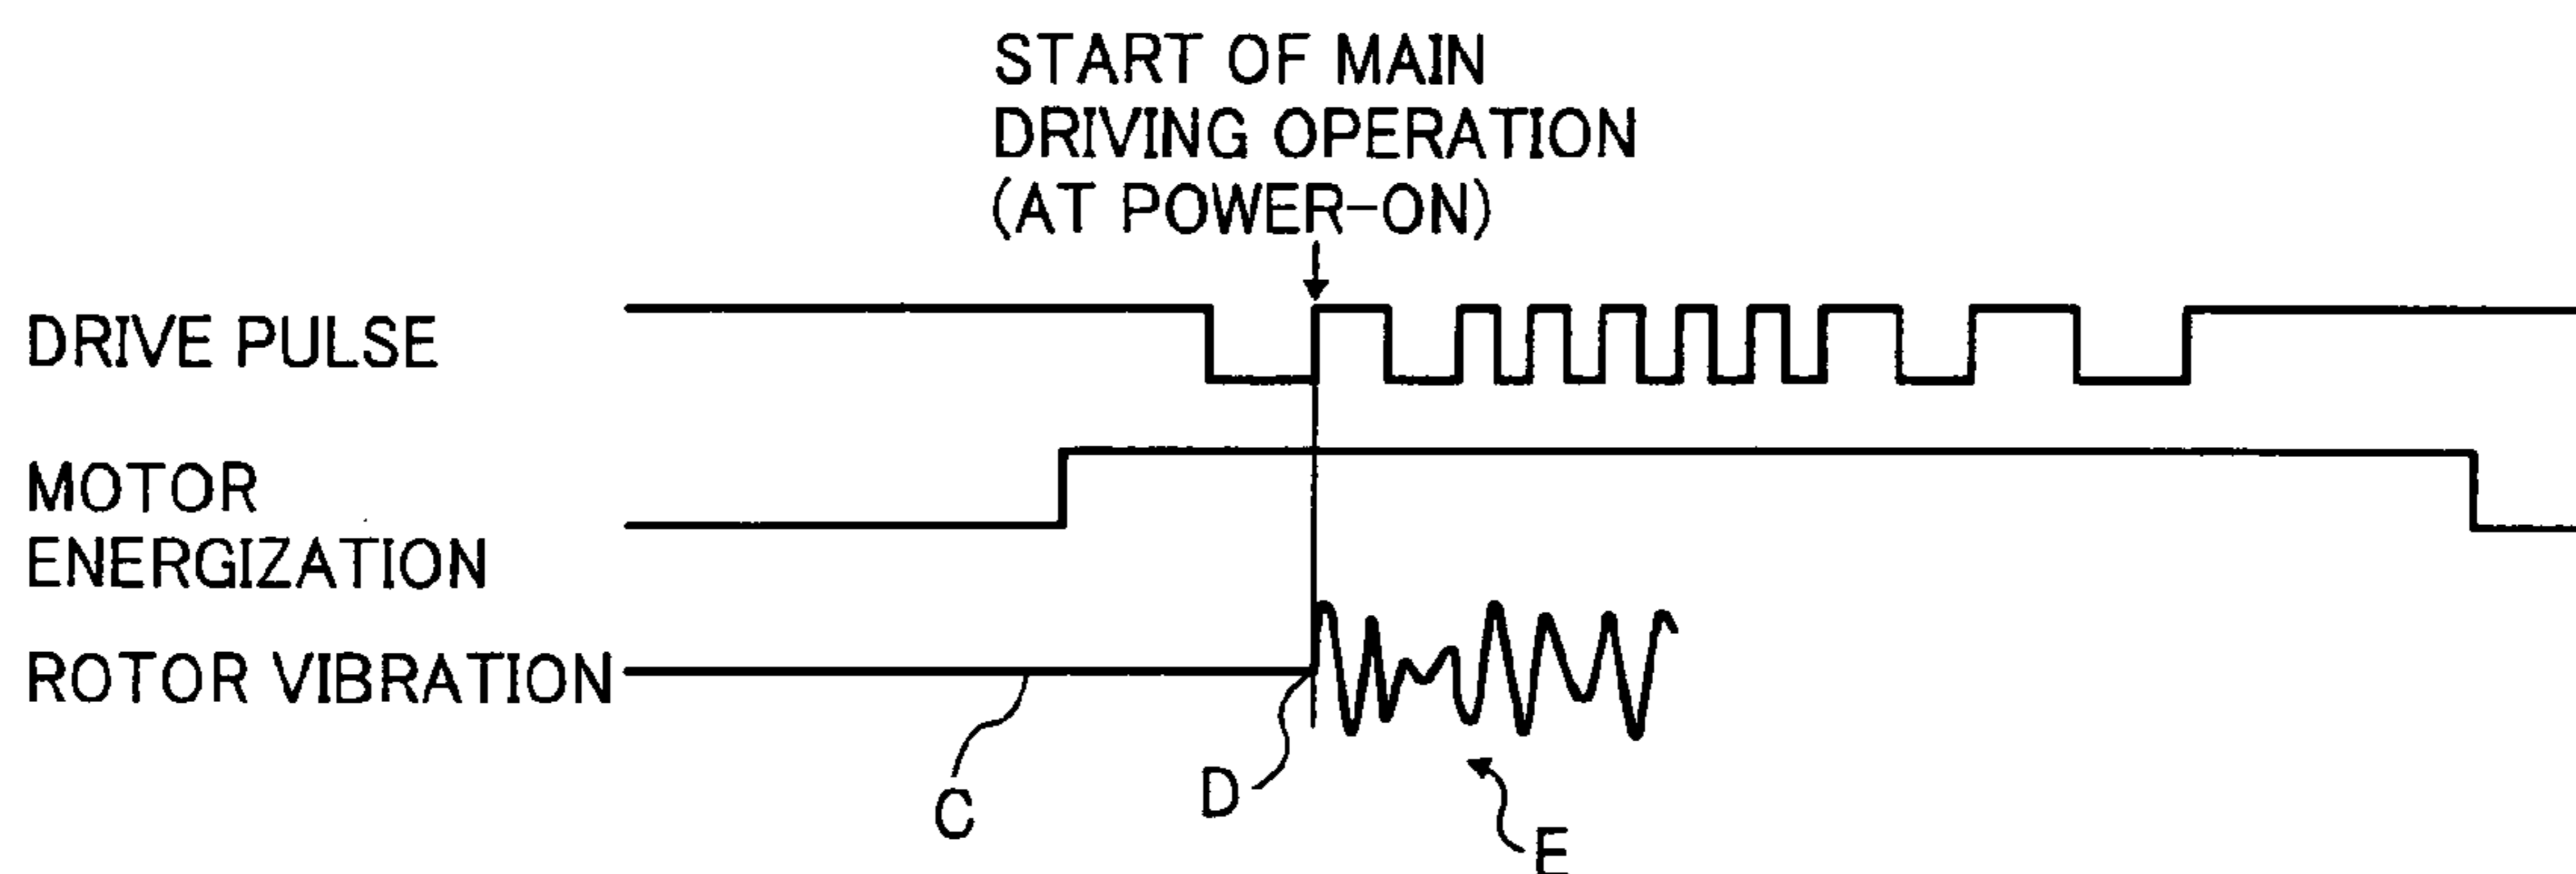 START OF MAIN
DRIVING OPERATION
(AT POWER-ON)
DRIVE PULSE
MOTOR
ENERGIZATION
ROTOR VIBRATION
C
D
E